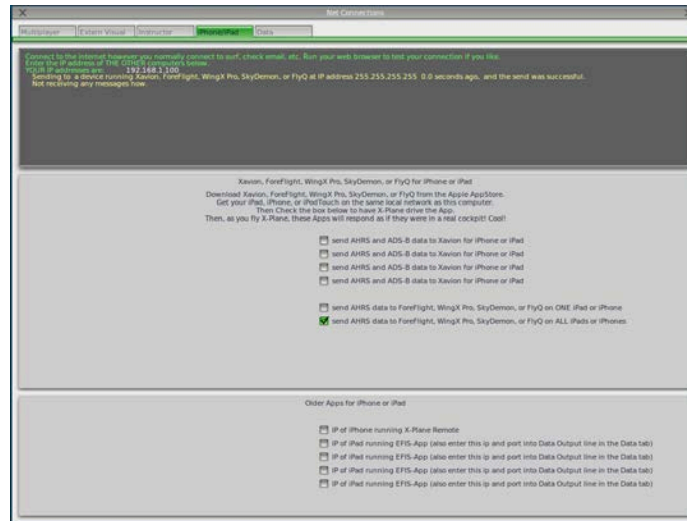 Net Connections
Multiplayer
Extern Visual
Instructor
iPhone/iPad
Data
Connect to the internet however you normally connect to surf, check email, etc. Run your web browser to test your connection if you like.
Enter the IP address of THE OTHER computers below.
YOUR IP addresses are: 192.168.1.100
Sending to a device running Xavion, ForeFlight, WingX Pro, SkyDemon, or FlyQ at IP address 255.255.255.255 0.0 seconds ago, and the send was successful.
Not receiving any messages now.
Xavion, ForeFlight, WingX Pro, SkyDemon, or FlyQ for iPhone or iPad
Download Xavion, ForeFlight, WingX Pro, SkyDemon, or FlyQ from the Apple AppStore.
Get your iPad, iPhone, or iPodTouch on the same local network as this computer.
Then Check the box below to have X-Plane drive the App.
Then, as you fly X-Plane, these Apps will respond as if they were in a real cockpit! Cool!
send AHRS and ADS-B data to Xavion for iPhone or iPad
send AHRS and ADS-B data to Xavion for iPhone or iPad
send AHRS and ADS-B data to Xavion for iPhone or iPad
send AHRS and ADS-B data to Xavion for iPhone or iPad
send AHRS data to ForeFlight, WingX Pro, SkyDemon, or FlyQ on ONE iPad or iPhone
send AHRS data to ForeFlight, WingX Pro, SkyDemon, or FlyQ on ALL iPads or iPhones
Older Apps for iPhone or iPad
IP of iPhone running X-Plane Remote
IP of iPad running EFIS-App (also enter this ip and port into Data Output line in the Data tab)
IP of iPad running EFIS-App (also enter this ip and port into Data Output line in the Data tab)
IP of iPad running EFIS-App (also enter this ip and port into Data Output line in the Data tab)
IP of iPad running EFIS-App (also enter this ip and port into Data Output line in the Data tab)